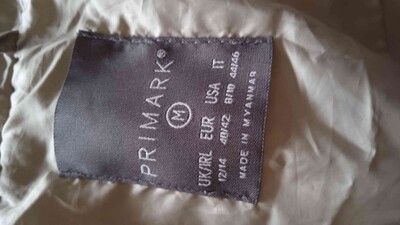 PRIMARK®
M
UK/IRL EUR USA IT
12/14 40/42 8/10 44/46
MADE IN MYANMAR